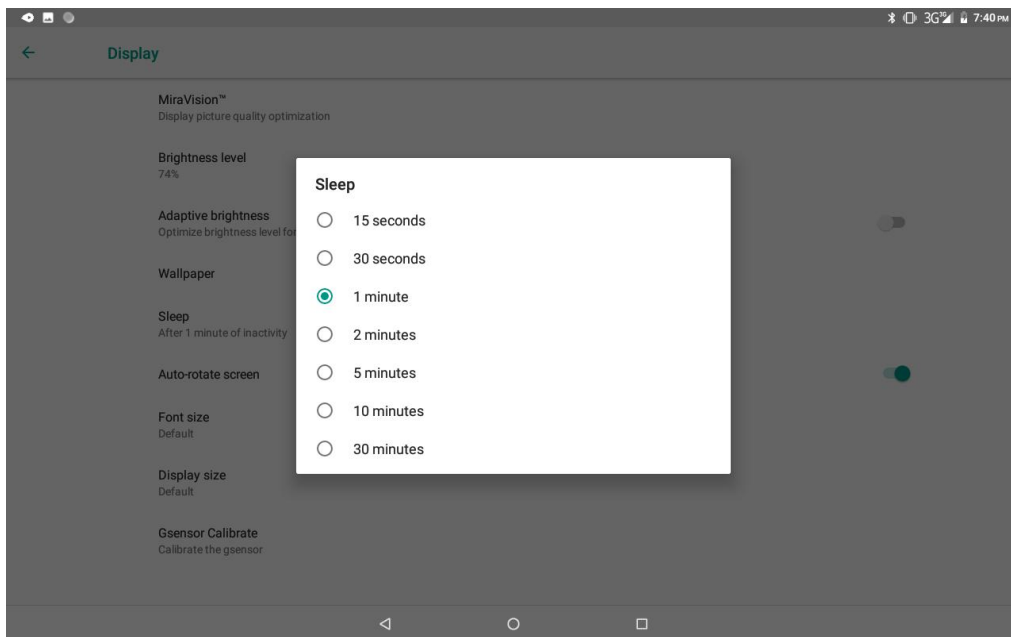 3G 3G 7:40 PM
Display
MiraVision™
Display picture quality optimization
Brightness level
74%
Adaptive brightness
Optimize brightness level for
Wallpaper
Sleep
After 1 minute of inactivity
Auto-rotate screen
Font size
Default
Display size
Default
Gsensor Calibrate
Calibrate the gsensor
Sleep
15 seconds
30 seconds
1 minute
2 minutes
5 minutes
10 minutes
30 minutes